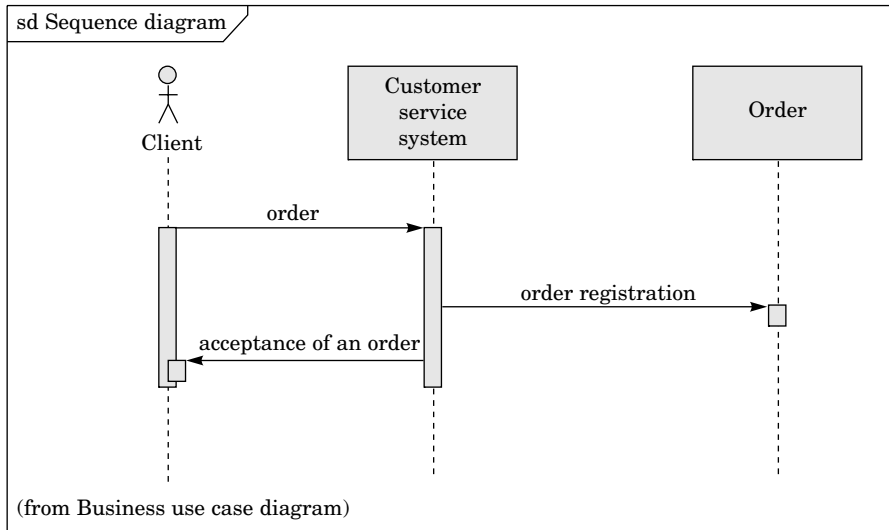 sd Sequence diagram
Client
Customer
service
system
Order
order
order registration
acceptance of an order
(from Business use case diagram)